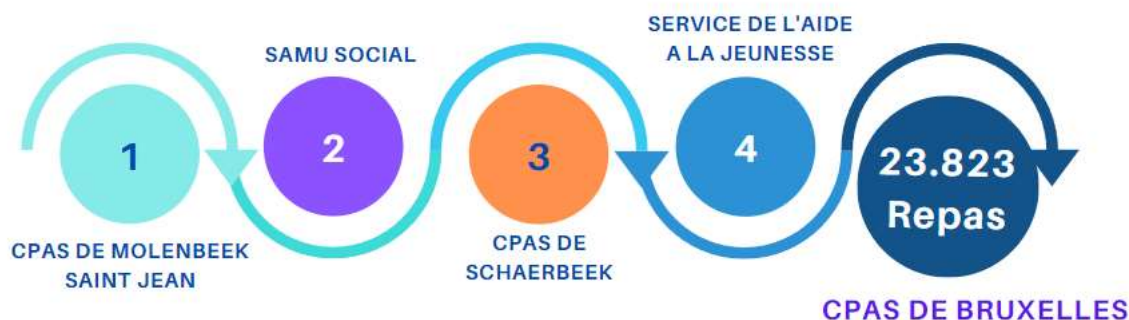 1
CPAS DE MOLENBEEK
SAINT JEAN
SAMU SOCIAL
2
3
CPAS DE
SCHAERBEEK
SERVICE DE L'AIDE
A LA JEUNESSE
4
23.823
Repas
CPAS DE BRUXELLES